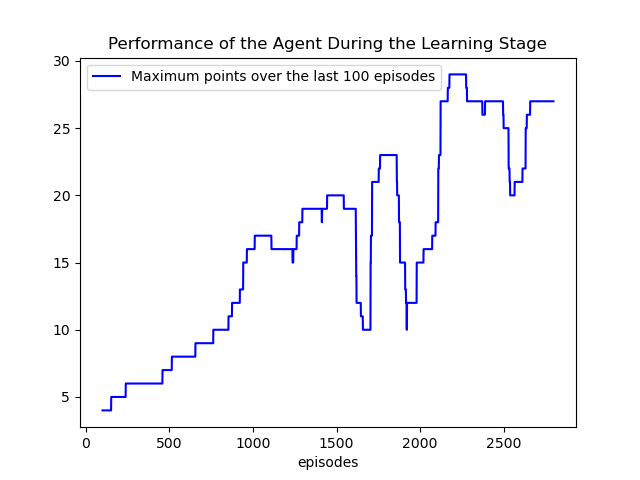 Performance of the Agent During the Learning Stage
Maximum points over the last 100 episodes
30
25
20
15
10
5
0 500 1000 1500 2000 2500
episodes